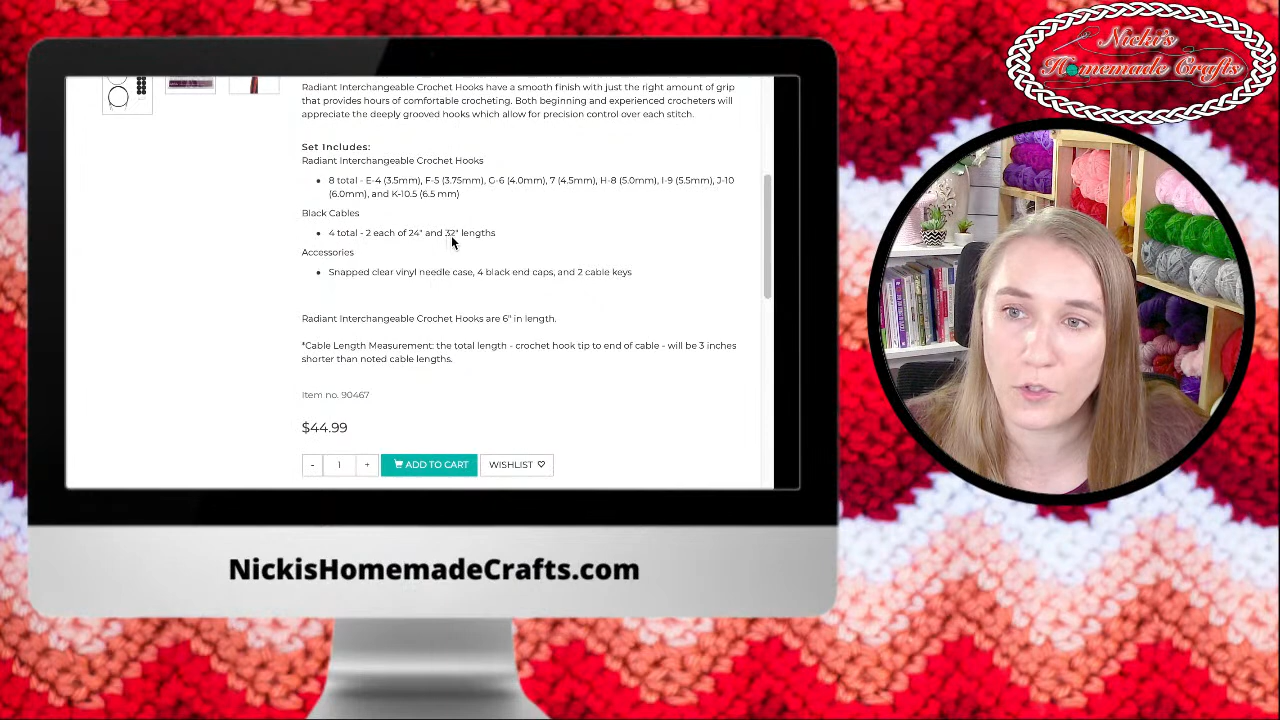 Nicki's
Homemade Crafts
Radiant Interchangeable Crochet Hooks have a smooth finish with just the right amount of grip
that provides hours of comfortable crocheting. Both beginning and experienced crocheters will
appreciate the hooks which allow for precision control over each stitch.
Set Includes:
Radiant Interchangeable Crochet Hooks
8 total - E-4 (3.5mm), F-5 (3.75mm), G-6 (4.0mm), 7 (4.5mm), H-8 (5.0mm), I-9 (5.5mm), J-10
(6.0mm), and K-10.5 (6.5 mm)
Black Cables
4 total - 2 each of 24" and 32" lengths
Accessories
Snapped clear vinyl needle case, 4 black end caps, and 2 cable keys
Radiant Interchangeable Crochet Hooks are 6" in length.
*Cable Length Measurement: the total length - crochet hook tip to end of cable - will be 3 inches
shorter than noted cable lengths.
Item no. 90467
$44.99
- 1 + ADD TO CART WISHLIST
NickisHomemadeCrafts.com